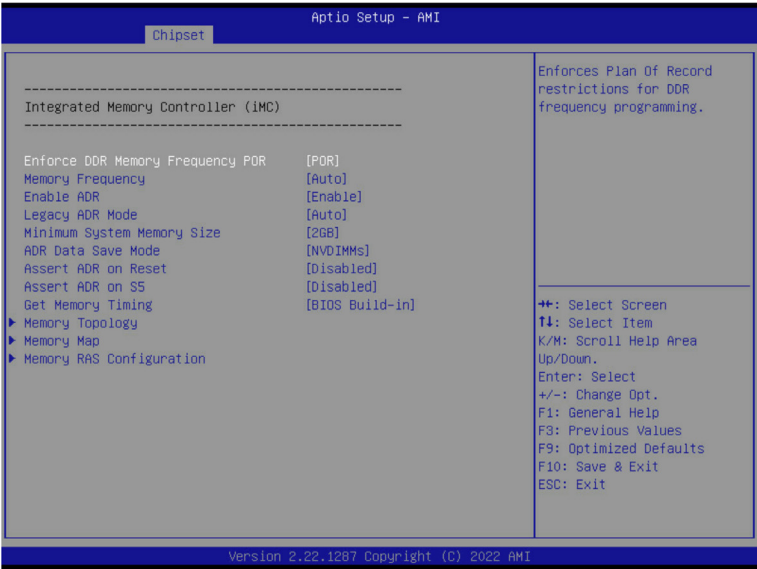 Aptio Setup – AMI
Chipset
------------------------------------------------
Integrated Memory Controller (iMC)
------------------------------------------------
Enforce DDR Memory Frequency POR [POR]
Memory Frequency [Auto]
Enable ADR [Enable]
Legacy ADR Mode [Auto]
Minimum System Memory Size [2GB]
ADR Data Save Mode [NVDIMMs]
Assert ADR on Reset [Disabled]
Assert ADR on S5 [Disabled]
Get Memory Timing [BIOS Build-in]
Memory Topology
Memory Map
Memory RAS Configuration
Enforces Plan Of Record
restrictions for DDR
frequency programming.
→←: Select Screen
↑↓: Select Item
K/M: Scroll Help Area
Up/Down.
Enter: Select
+/-: Change Opt.
F1: General Help
F3: Previous Values
F9: Optimized Defaults
F10: Save & Exit
ESC: Exit
Version 2.22.1287 Copyright (C) 2022 AMI